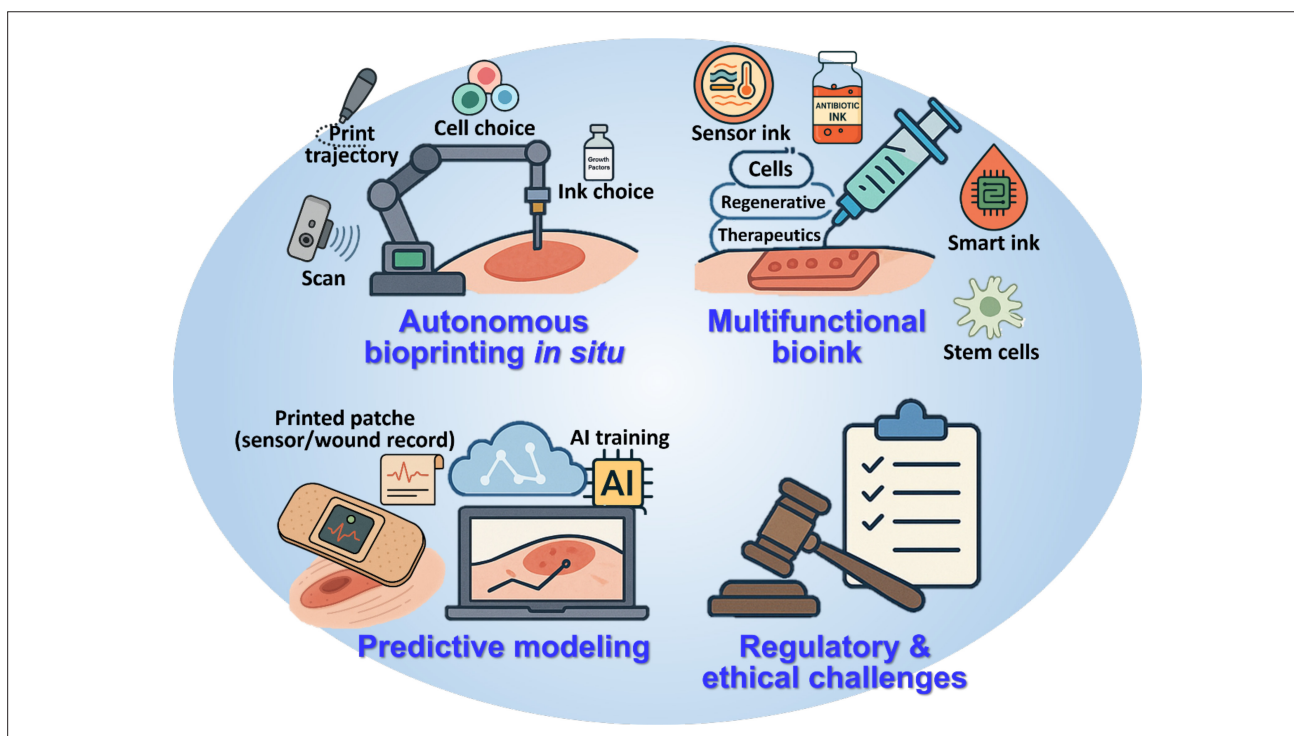 Print
trajectory
Cell choice
Growth
Factors
Ink choice
Scan
Autonomous
bioprinting in situ
Sensor ink
ANTIBIOTIC
INK
Cells
Regenerative
Therapeutics
Smart ink
Stem cells
Multifunctional
bioink
Printed patche
(sensor/wound record)
AI training
AI
Predictive modeling
Regulatory &
ethical challenges